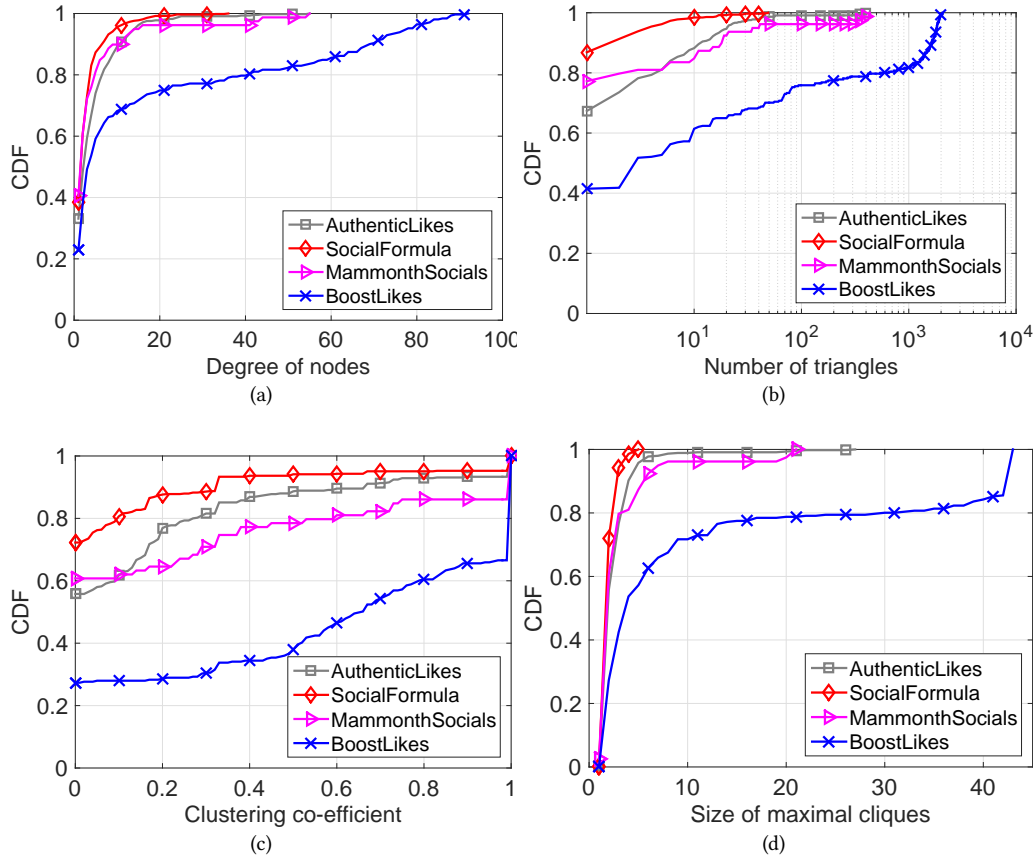 1
0.8
0.6
0.4
0.2
0
CDF
0 20 40 60 80 100
Degree of nodes
AuthenticLikes
SocialFormula
MammonthSocials
BoostLikes
(a)
1
0.8
0.6
0.4
0.2
0
CDF
10^1 10^2 10^3 10^4
Number of triangles
AuthenticLikes
SocialFormula
MammonthSocials
BoostLikes
(b)
1
0.8
0.6
0.4
0.2
0
CDF
0 0.2 0.4 0.6 0.8 1
Clustering co-efficient
AuthenticLikes
SocialFormula
MammonthSocials
BoostLikes
(c)
1
0.8
0.6
0.4
0.2
0
CDF
0 10 20 30 40
Size of maximal cliques
AuthenticLikes
SocialFormula
MammonthSocials
BoostLikes
(d)